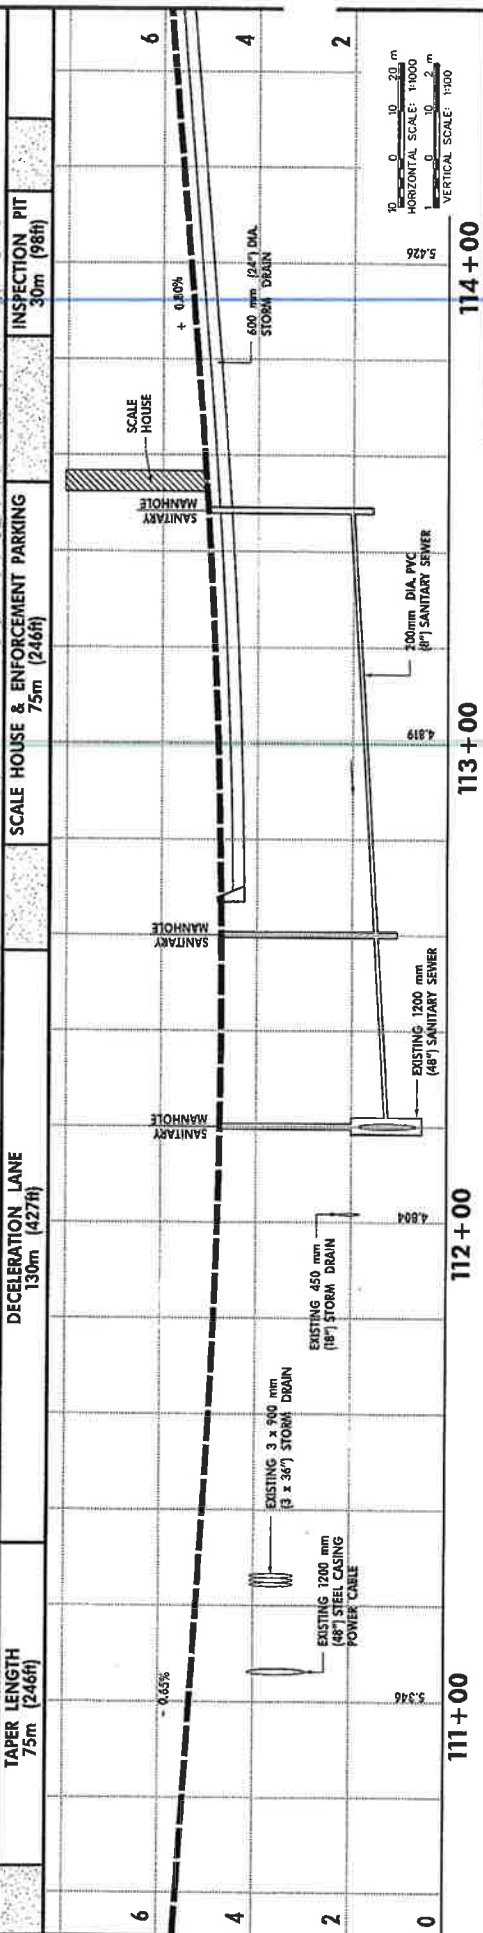 TAPER LENGTH
75m (246ft)
DECELERATION LANE
130m (427ft)
SCALE HOUSE & ENFORCEMENT PARKING
75m (246ft)
INSPECTION PIT
30m (98ft)
6
4
2
0
- 0.65%
EXISTING 1200 mm
(48") STEEL CASING
POWER CABLE
EXISTING 3 x 900 mm
(3 x 36") STORM DRAIN
EXISTING 450 mm
(18") STORM DRAIN
SANITARY
MANHOLE
EXISTING 1200 mm
(48") SANITARY SEWER
SANITARY
MANHOLE
200mm DIA. PVC
(8") SANITARY SEWER
SANITARY
MANHOLE
SCALE
HOUSE
+ 0.80%
600 mm (24") DIA.
STORM DRAIN
6
4
2
10 0 10 20 m
HORIZONTAL SCALE: 1:1000
1 0 10 2 m
VERTICAL SCALE: 1:100
5.346
4.804
4.819
5.426
111+00
112+00
113+00
114+00